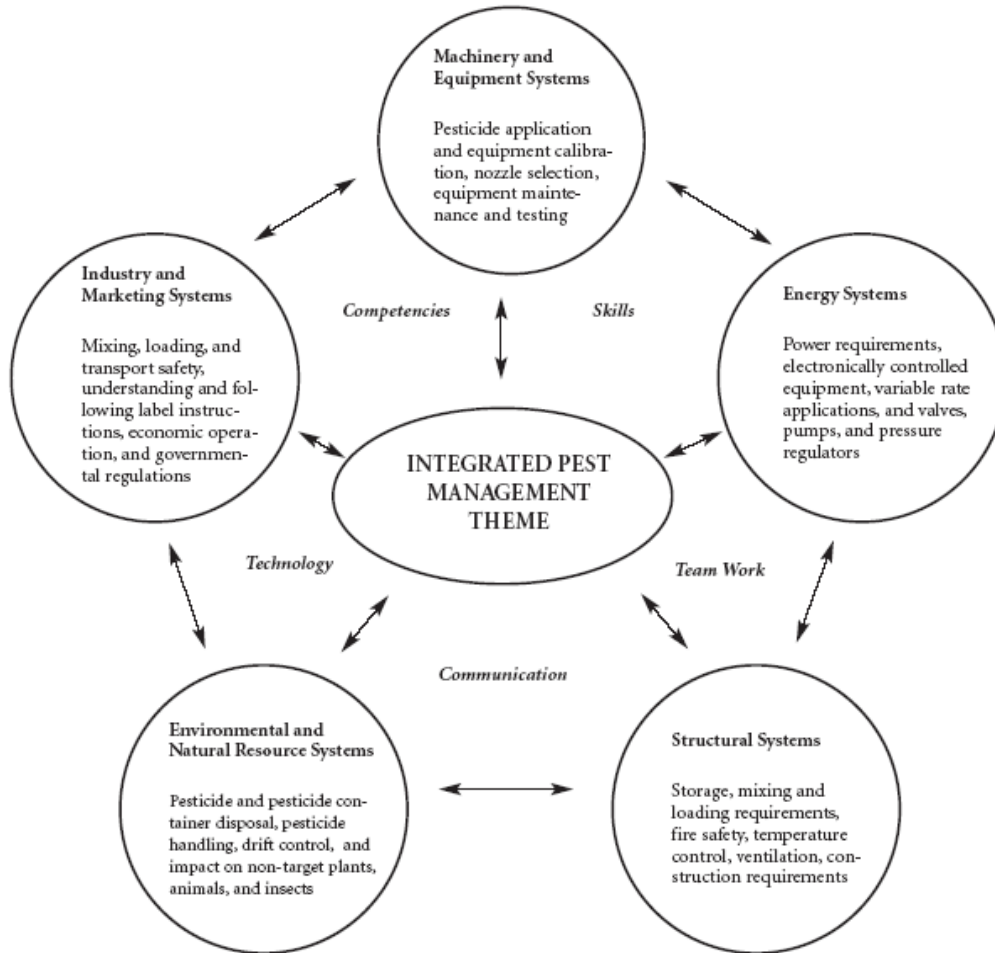 Machinery and
Equipment Systems
Pesticide application
and equipment calibra-
tion, nozzle selection,
equipment mainte-
nance and testing
Industry and
Marketing Systems
Mixing, loading, and
transport safety,
understanding and fol-
lowing label instruc-
tions, economic opera-
tion, and governmen-
tal regulations
Competencies
Skills
Energy Systems
Power requirements,
electronically controlled
equipment, variable rate
applications, and valves,
pumps, and pressure
regulators
INTEGRATED PEST
MANAGEMENT
THEME
Technology
Team Work
Communication
Environmental and
Natural Resource Systems
Pesticide and pesticide con-
tainer disposal, pesticide
handling, drift control, and
impact on non-target plants,
animals, and insects
Structural Systems
Storage, mixing and
loading requirements,
fire safety, temperature
control, ventilation, con-
struction requirements